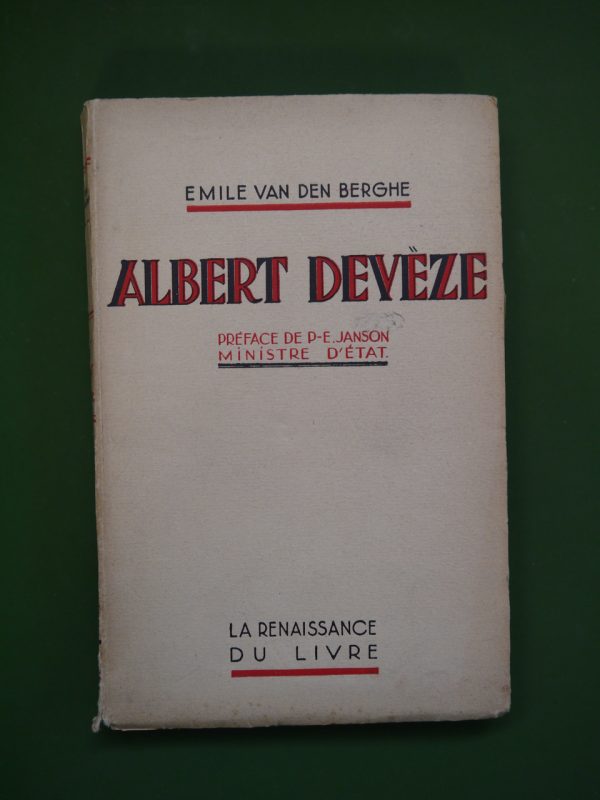 EMILE VAN DEN BERGHE
ALBERT DEVÈZE
PRÉFACE DE P-E. JANSON
MINISTRE D'ÉTAT.
LA RENAISSANCE
DU LIVRE